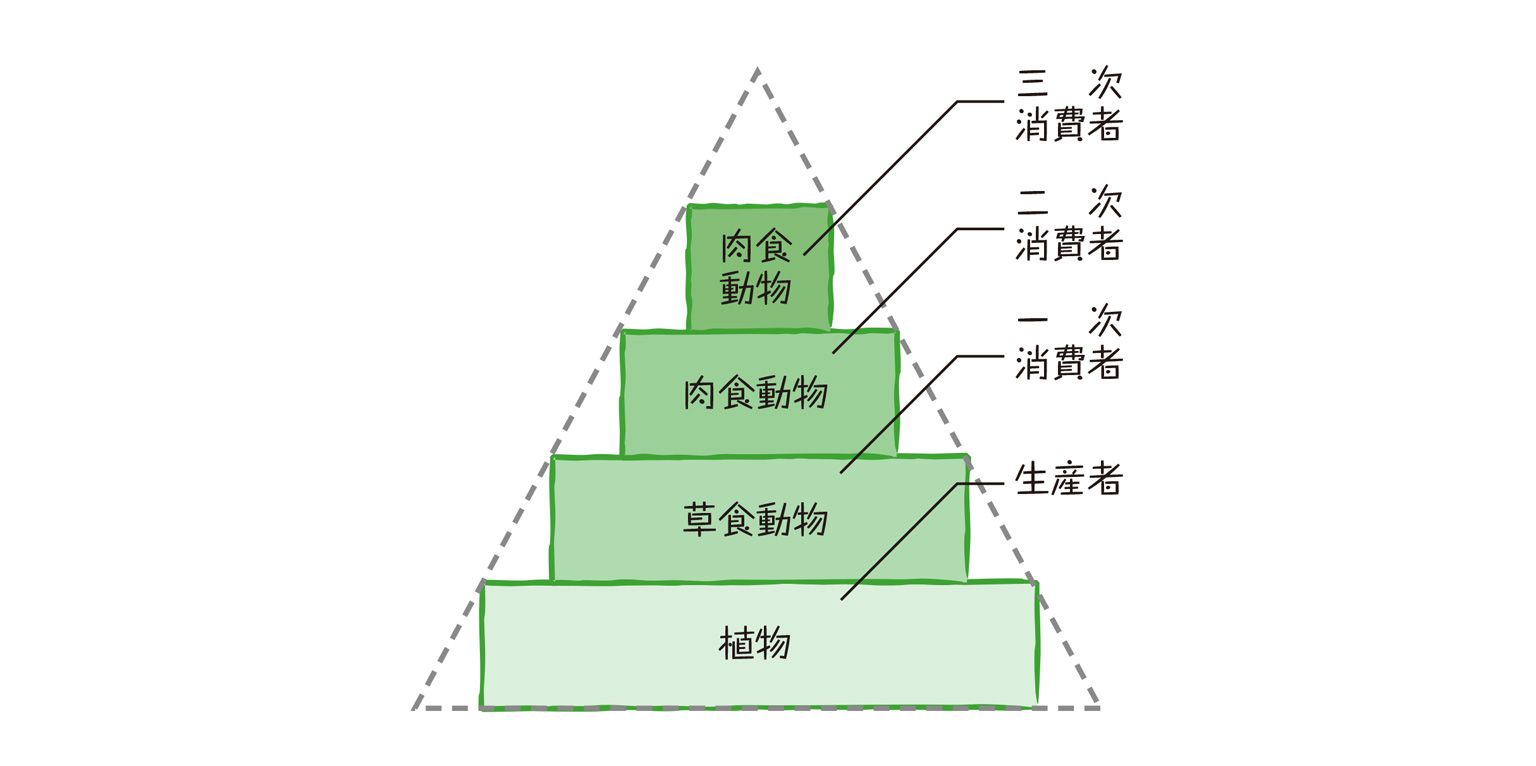 三　次
消費者
二　次
消費者
一　次
消費者
生産者
肉食
動物
肉食動物
草食動物
植物